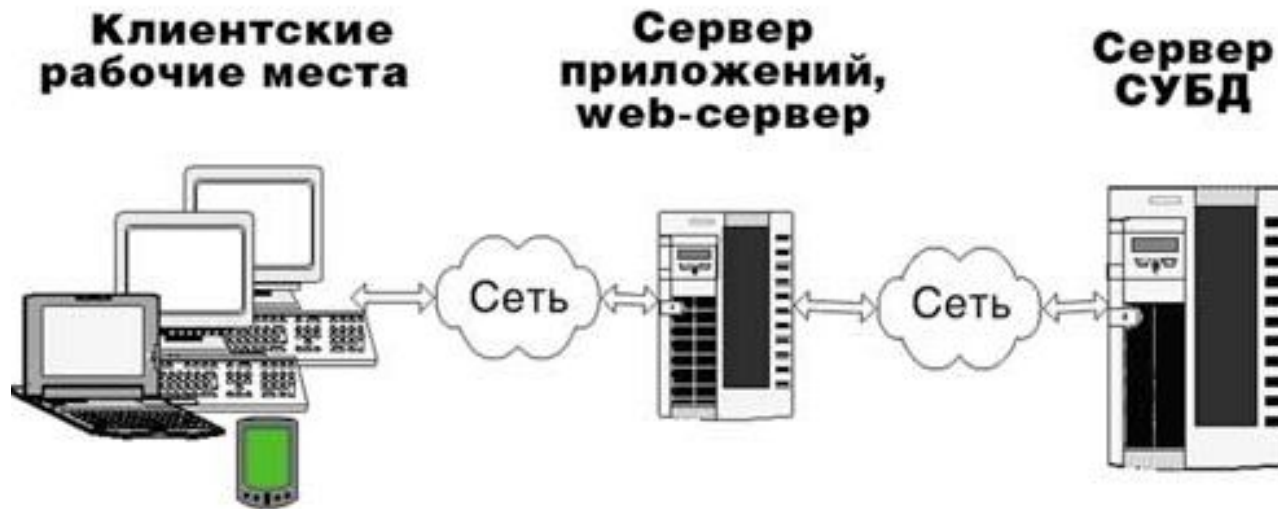 Клиентские
рабочие места
Сервер
приложений,
web-сервер
Сервер
СУБД
Сеть
Сеть